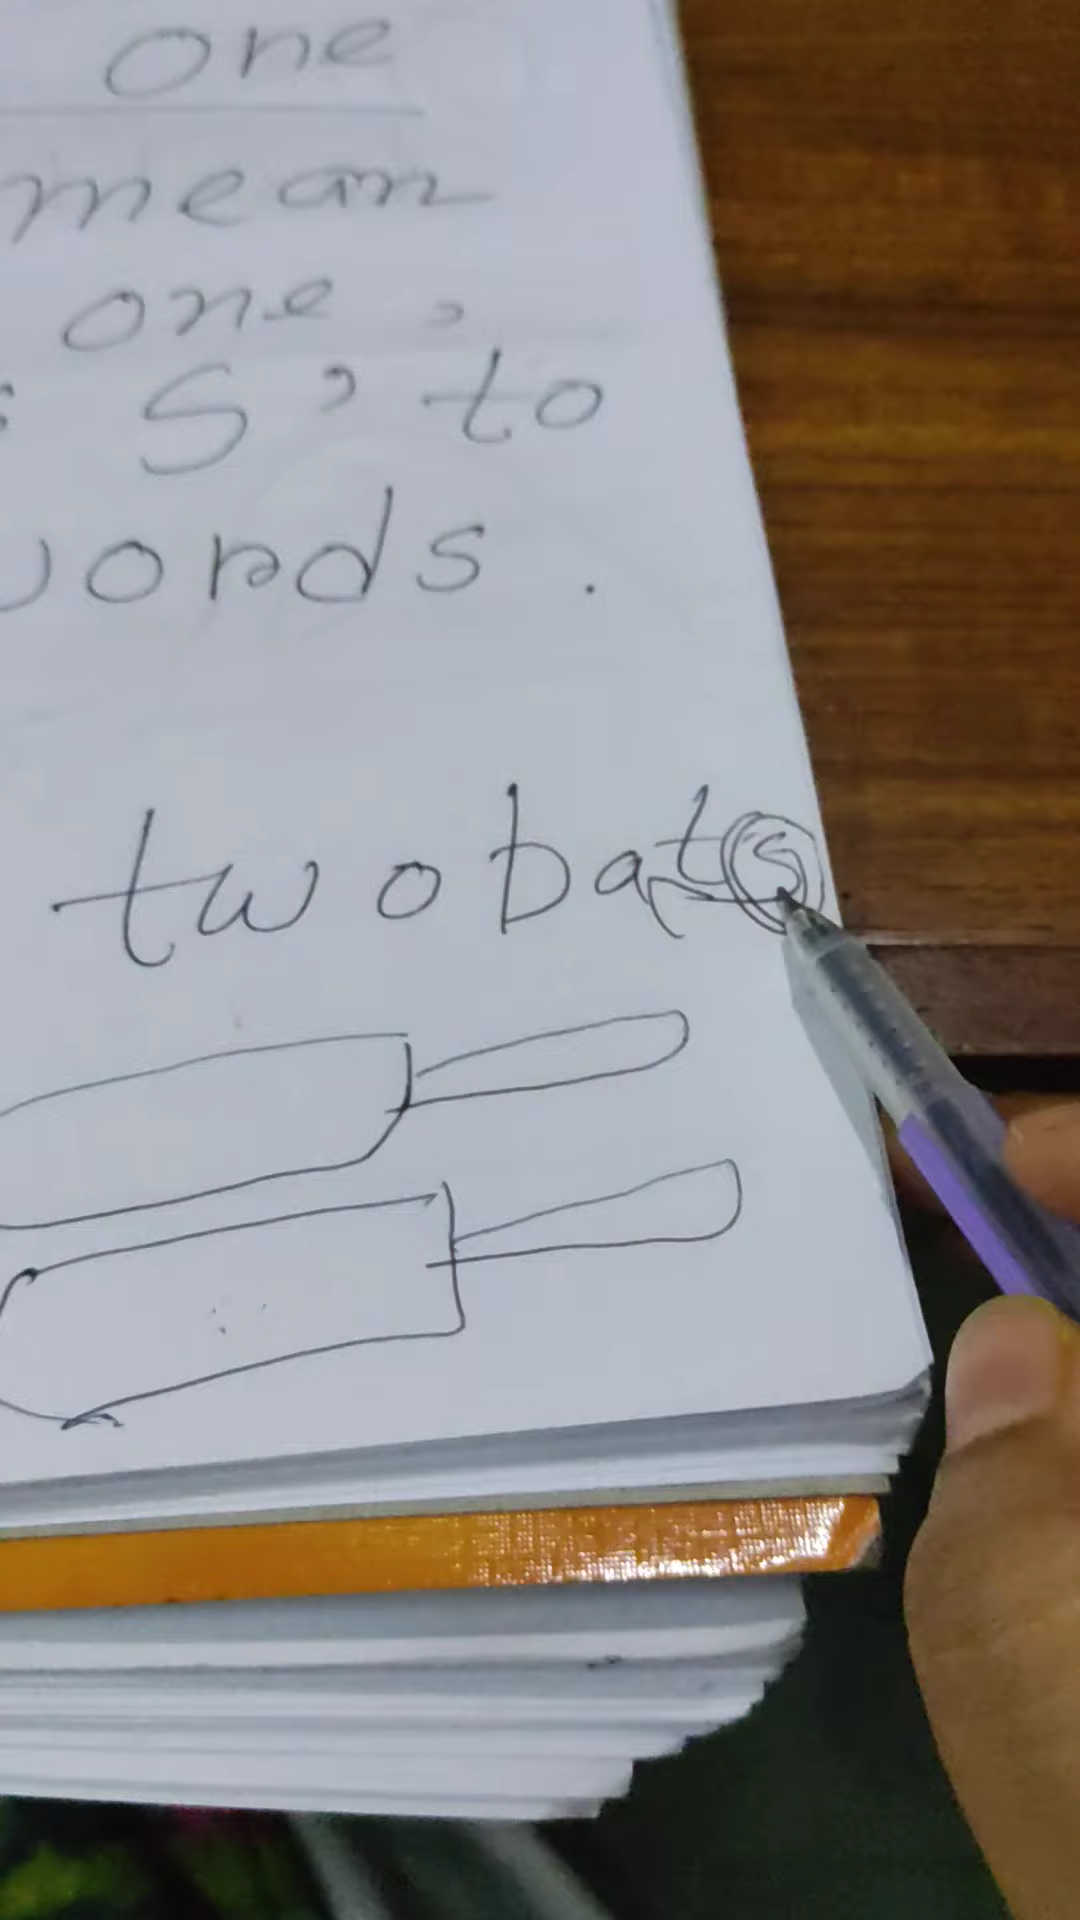 one
mean
one,
S' to
words.
two bats